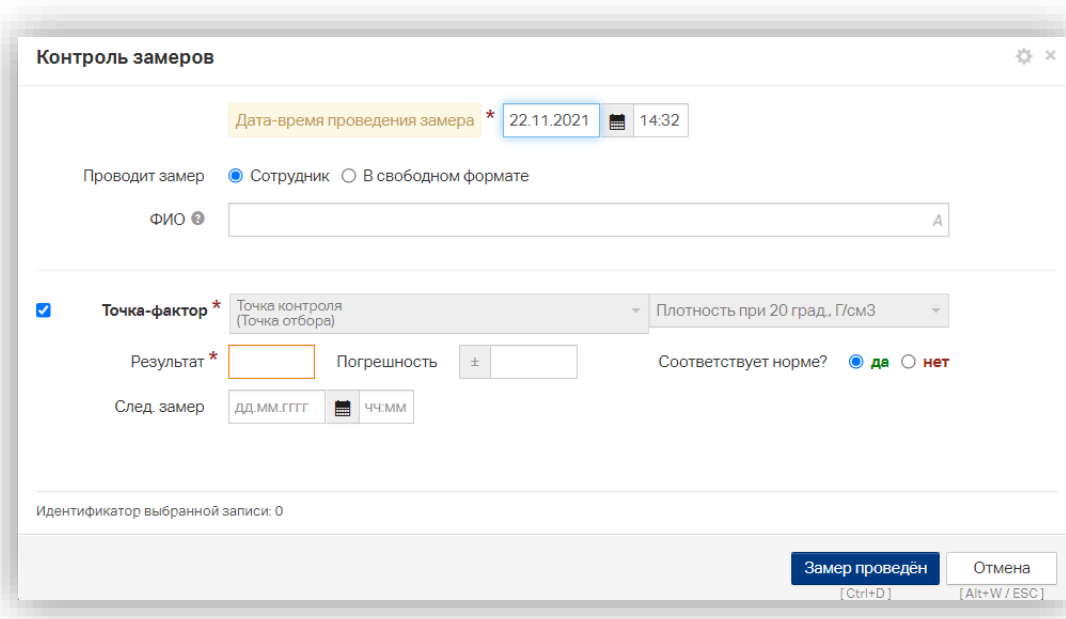 Контроль замеров
Дата-время проведения замера * 22.11.2021 14:32
Проводит замер Сотрудник В свободном формате
ФИО ? A
Точка-фактор * Точка контроля
(Точка отбора) Плотность при 20 град., Г/см3
Результат * Погрешность ± Соответствует норме? да нет
След. замер дд.мм.гггг чч:мм
Идентификатор выбранной записи: 0
Замер проведён Отмена
[Ctrl+D] [Alt+W / ESC]